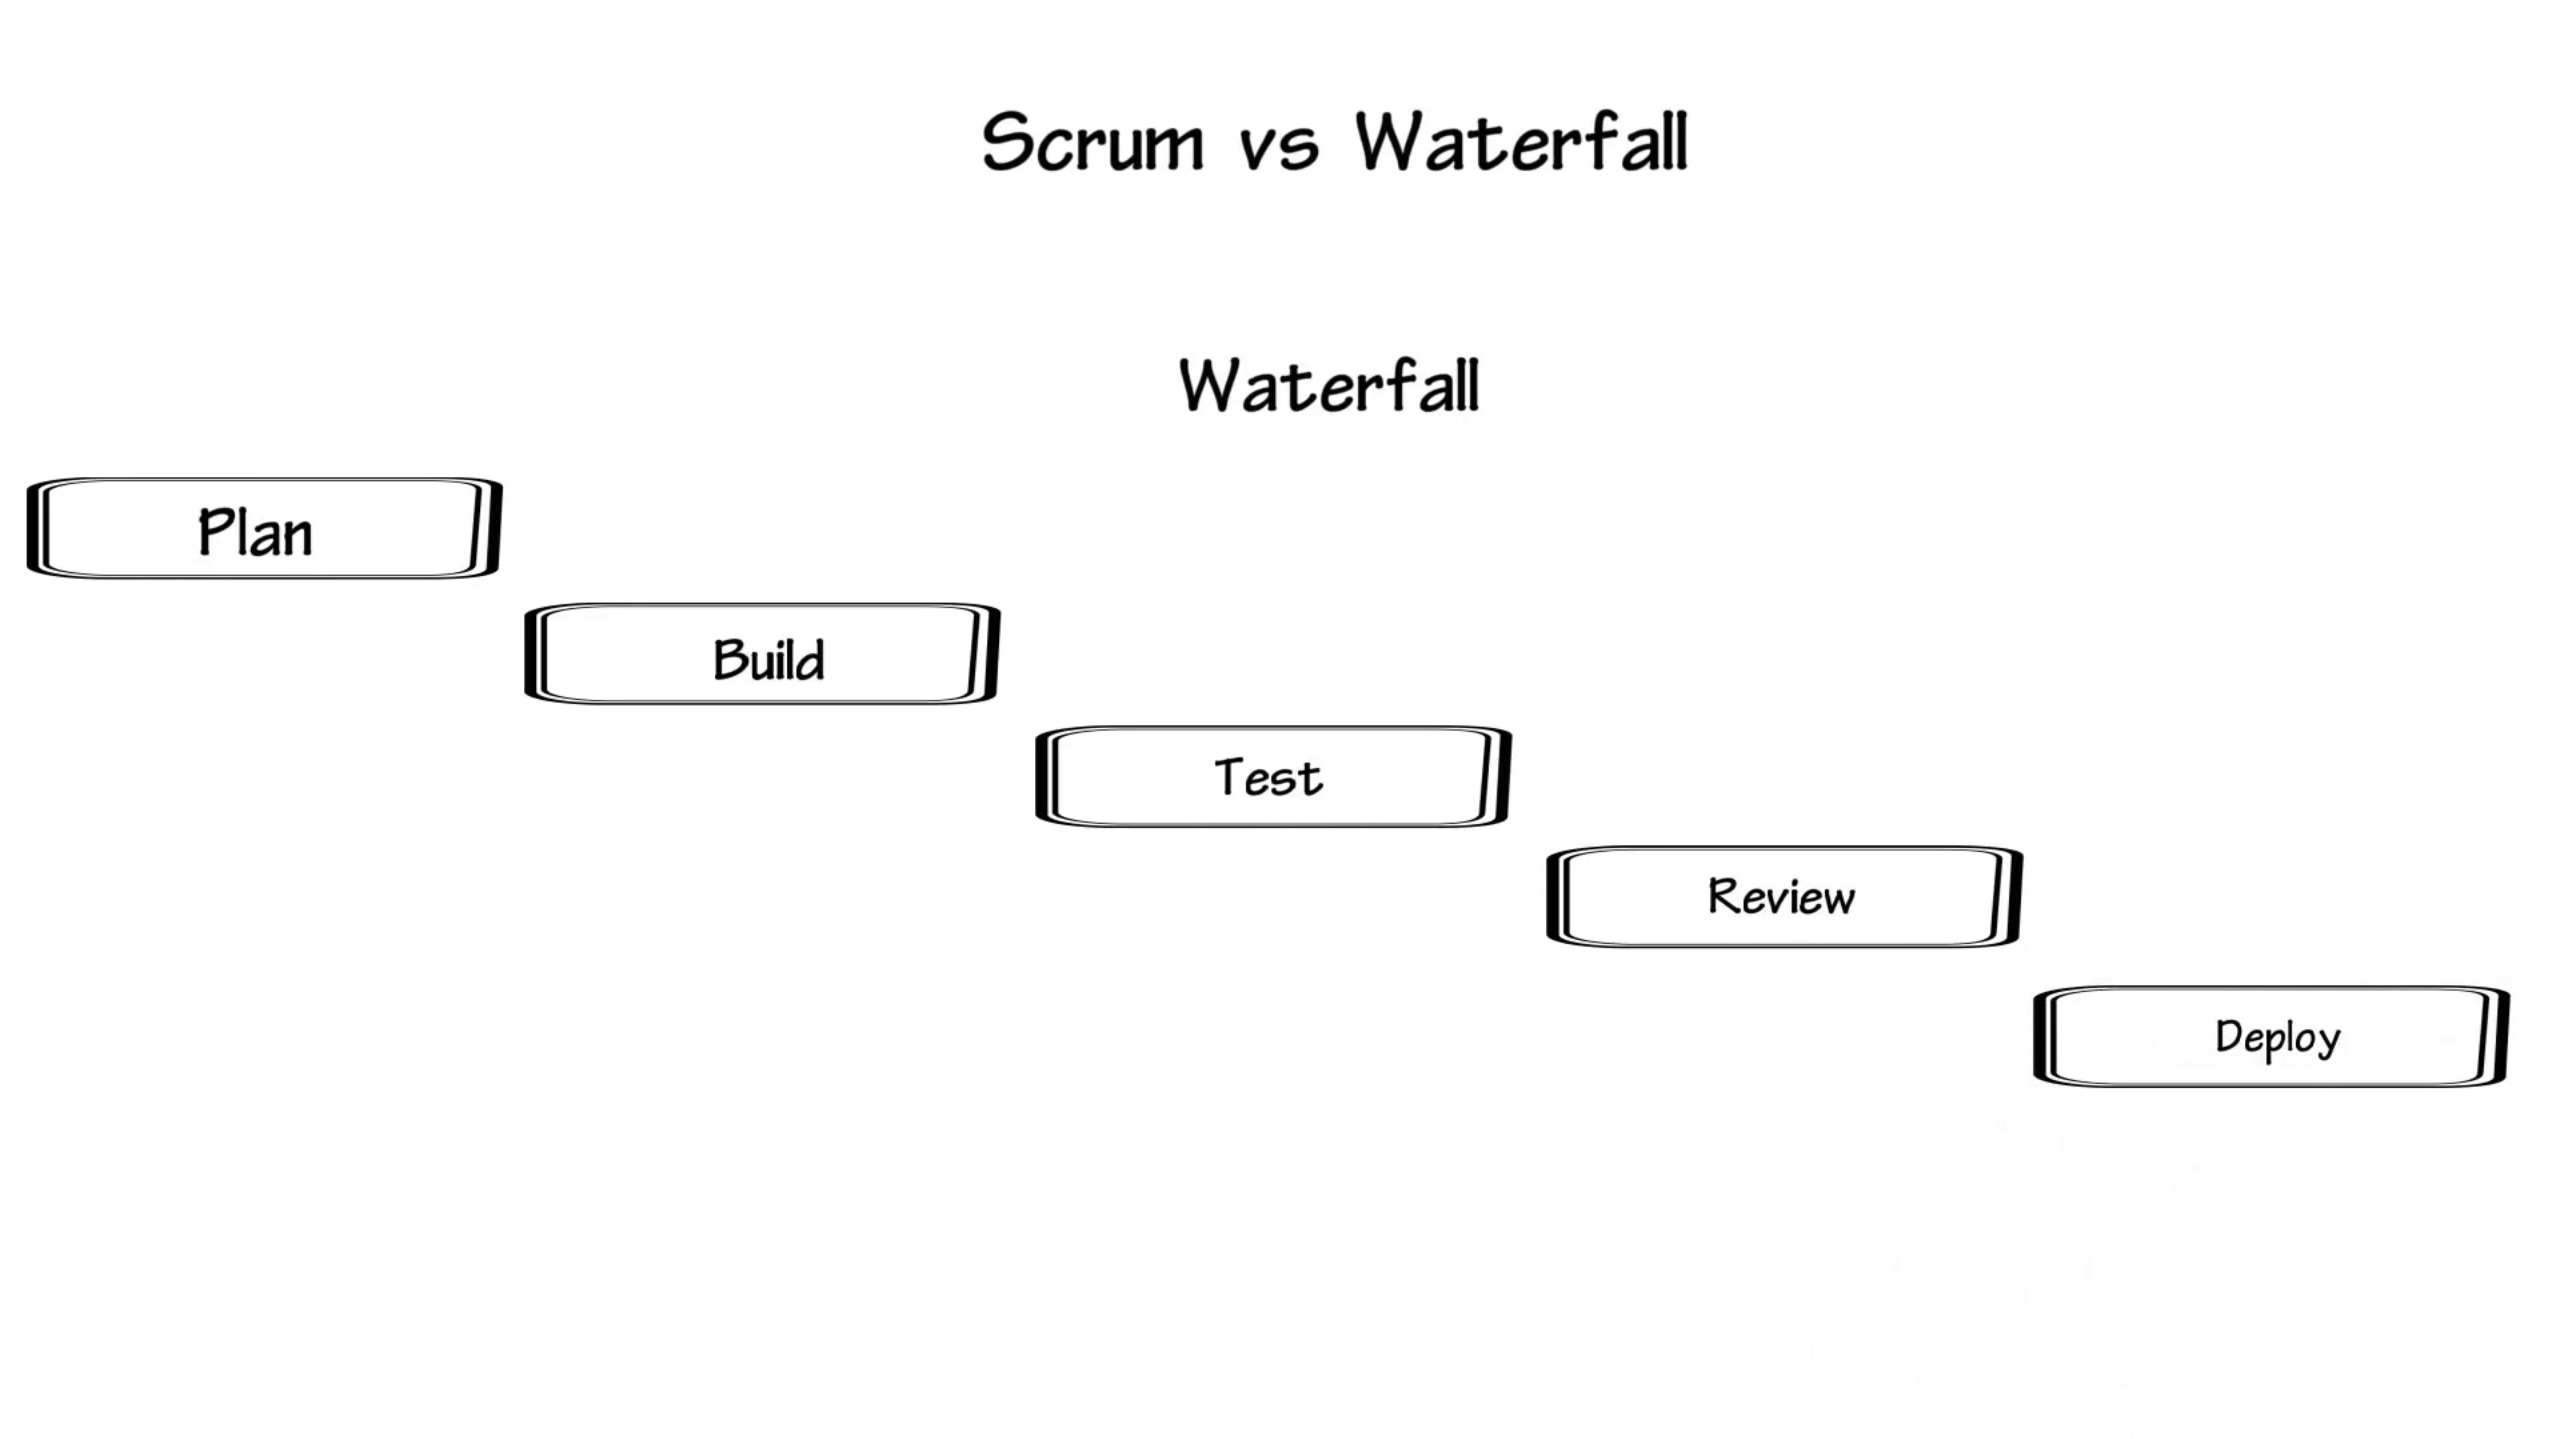 Scrum vs Waterfall
Waterfall
Plan
Build
Test
Review
Deploy